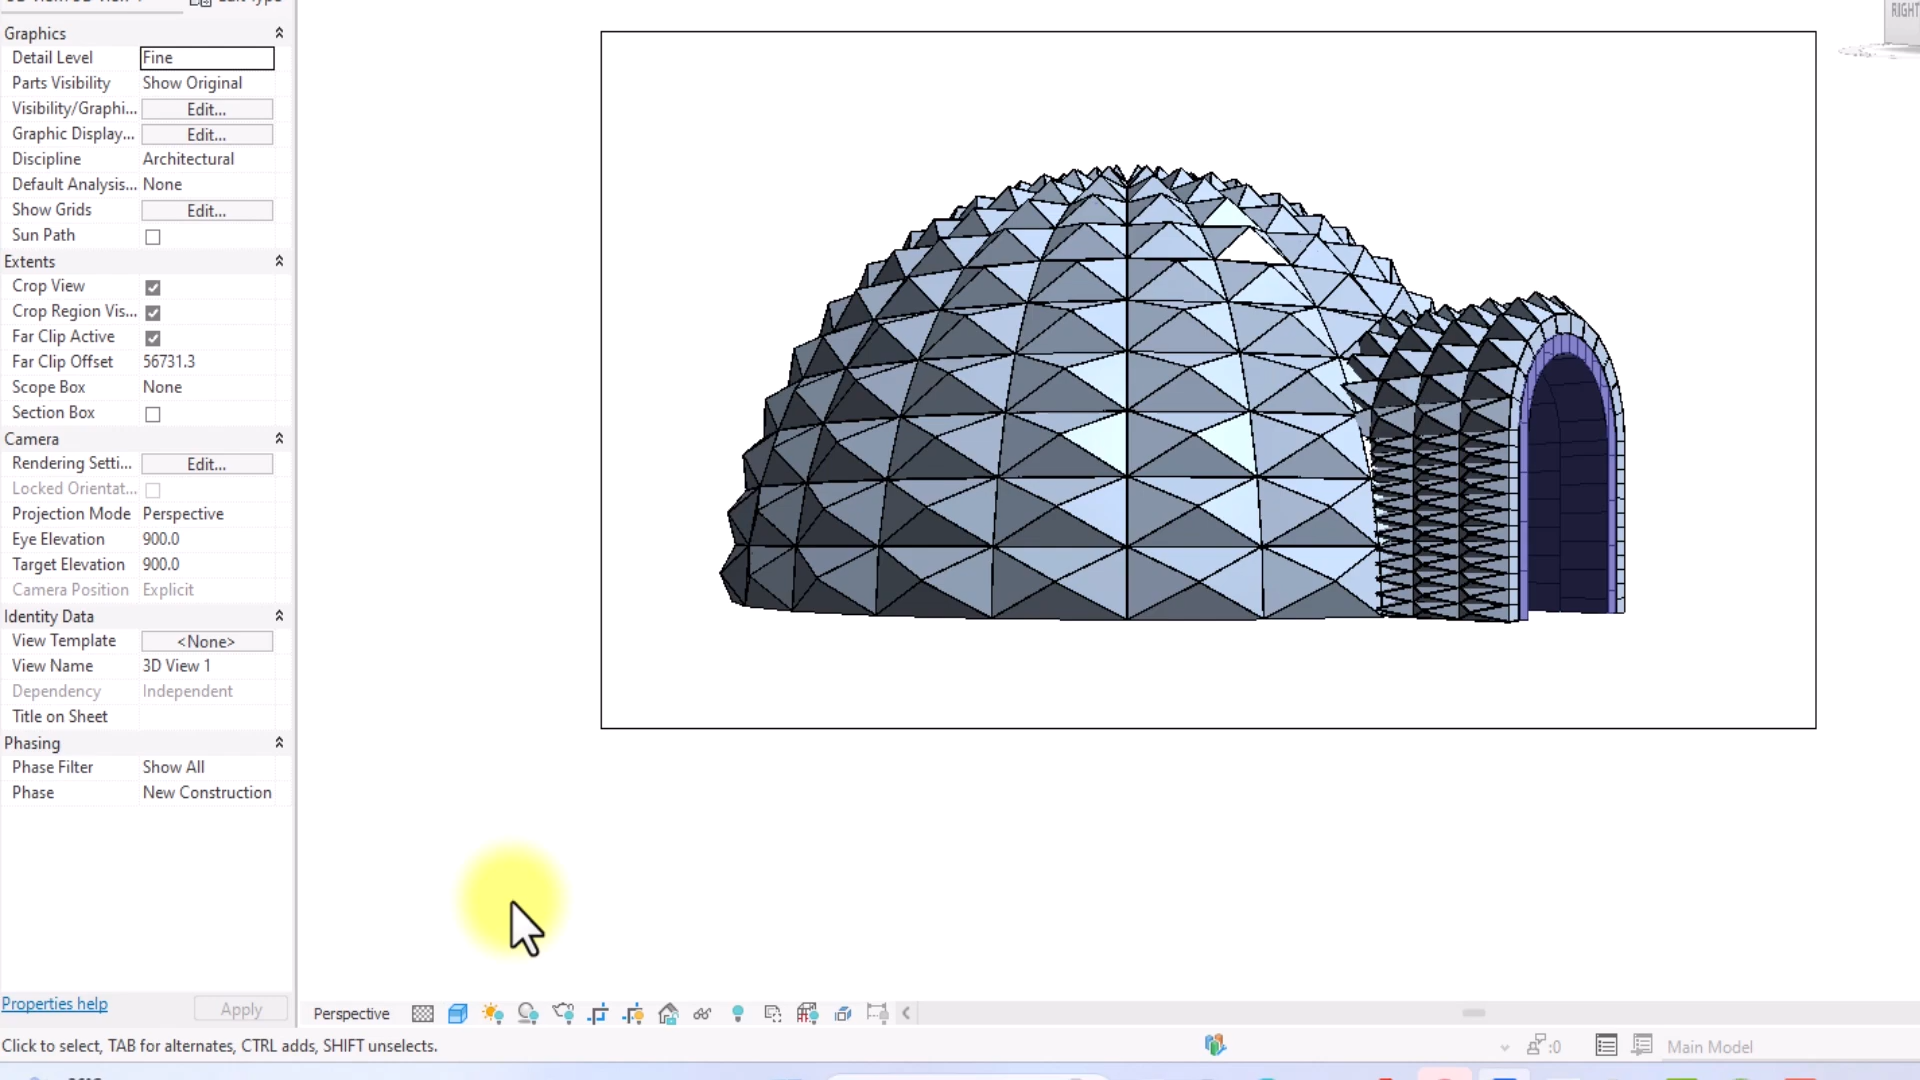 Graphics
Detail Level Fine
Parts Visibility Show Original
Visibility/Graphi... Edit...
Graphic Display... Edit...
Discipline Architectural
Default Analysis... None
Show Grids Edit...
Sun Path
Extents
Crop View
Crop Region Vis...
Far Clip Active
Far Clip Offset 56731.3
Scope Box None
Section Box
Camera
Rendering Setti... Edit...
Locked Orientat...
Projection Mode Perspective
Eye Elevation 900.0
Target Elevation 900.0
Camera Position Explicit
Identity Data
View Template <None>
View Name 3D View 1
Dependency Independent
Title on Sheet
Phasing
Phase Filter Show All
Phase New Construction
Properties help Apply
RIGHT
Perspective
Click to select, TAB for alternates, CTRL adds, SHIFT unselects.
:0
Main Model